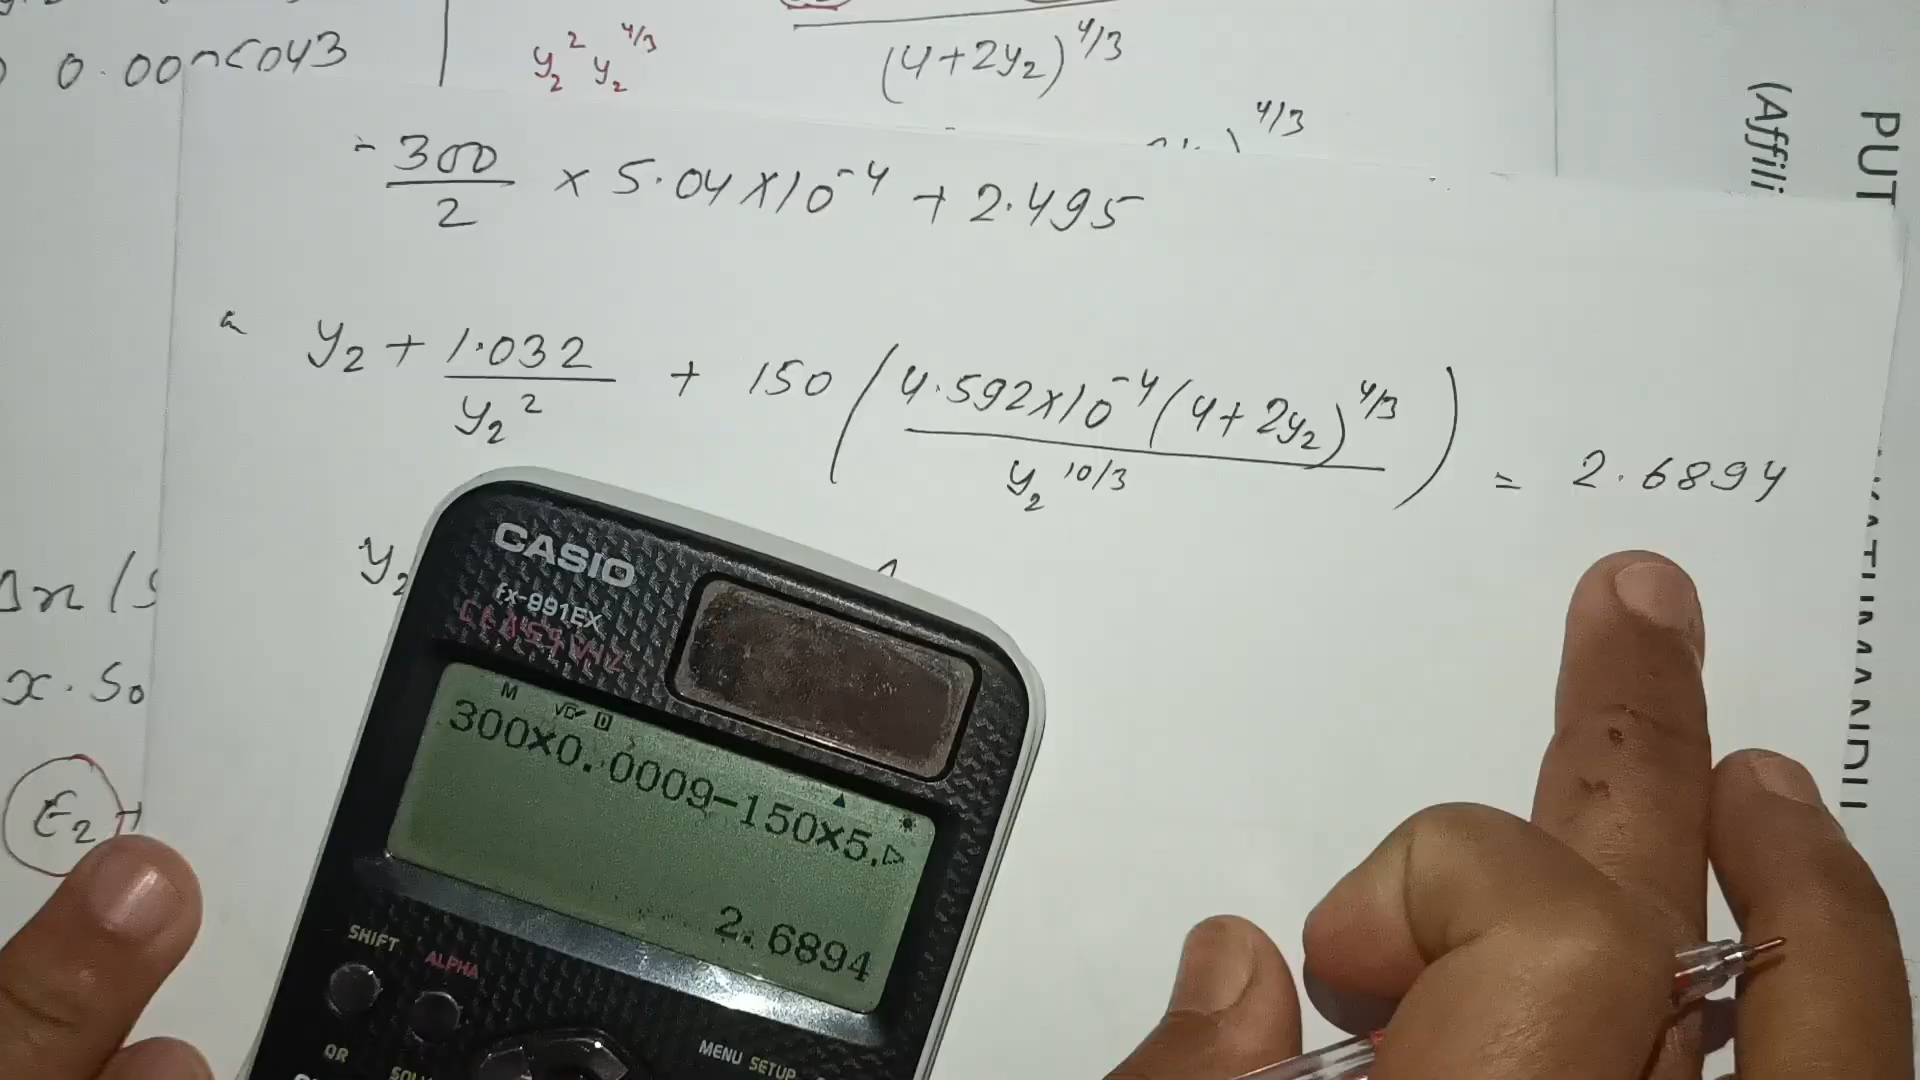 0.00
y₂² y₂^4/3
(4+2y₂)^4/3
4/3
- 300/2 × 5.04×10^-4 + 2.495
y₂ + 1.032/y₂² + 150 (4.592×10^-4 (4+2y₂)^4/3 / y₂^10/3) = 2.6894
y₂
x. So
E₂
CASIO
fx-991EX
M
300×0.0009-150×5.
2.6894
SHIFT
ALPHA
QR
MENU SETUP
PUT
(Affili